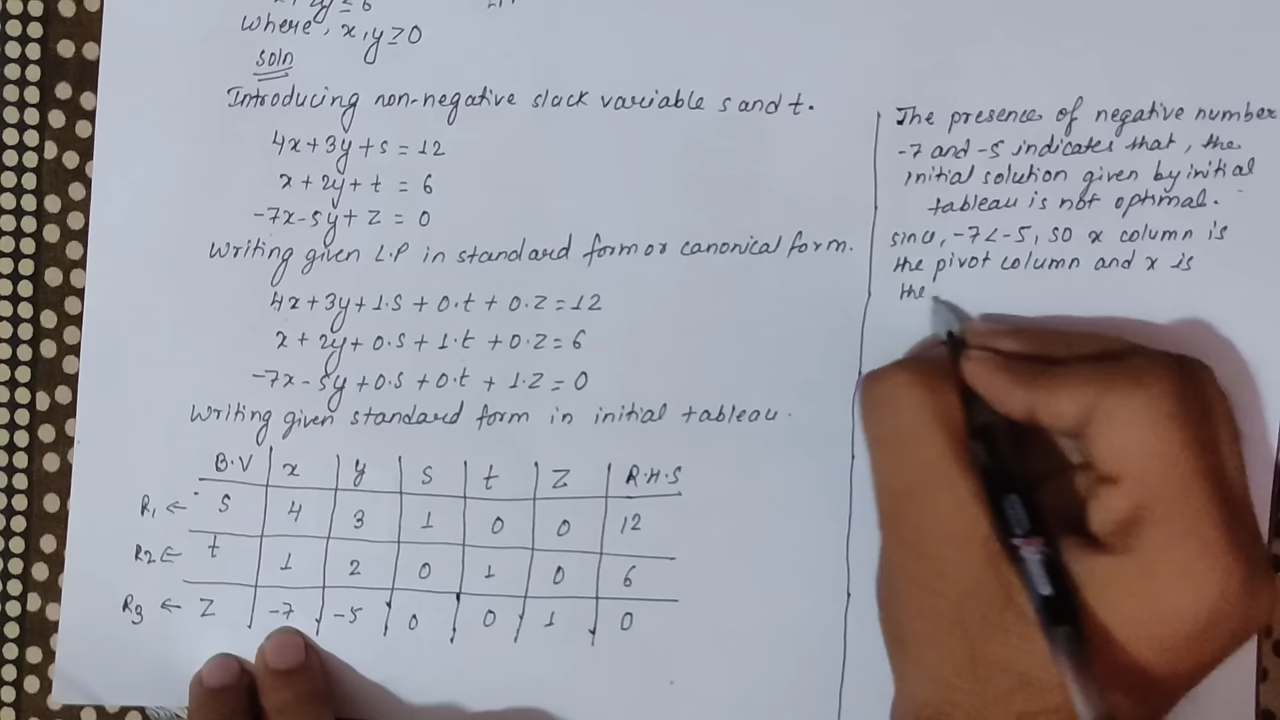 y ≤ 6
where, x,y ≥ 0
soln
Introducing non-negative slack variable s and t.
4x+3y+s = 12
x + 2y + t = 6
-7x-5y+z = 0
Writing given L.P in standard form or canonical form.
4x+3y+1.s + 0.t + 0.z = 12
x + 2y + 0.s + 1.t + 0.z = 6
-7x - 5y + 0.s + 0.t + 1.z = 0
Writing given standard form in initial tableau.
B.V x y s t z R.H.S
R1 ← s 4 3 1 0 0 12
R2 ← t 1 2 0 1 0 6
R3 ← z -7 -5 0 0 1 0
The presence of negative number
-7 and -5 indicates that, the
initial solution given by initial
tableau is not optimal.
since, -7<-5, so x column is
the pivot column and x is
the